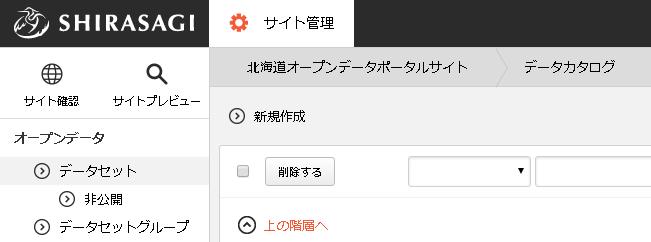 SHIRASAGI
サイト管理
サイト確認 サイトプレビュー
オープンデータ
データセット
非公開
データセットグループ
北海道オープンデータポータルサイト データカタログ
新規作成
削除する
上の階層へ